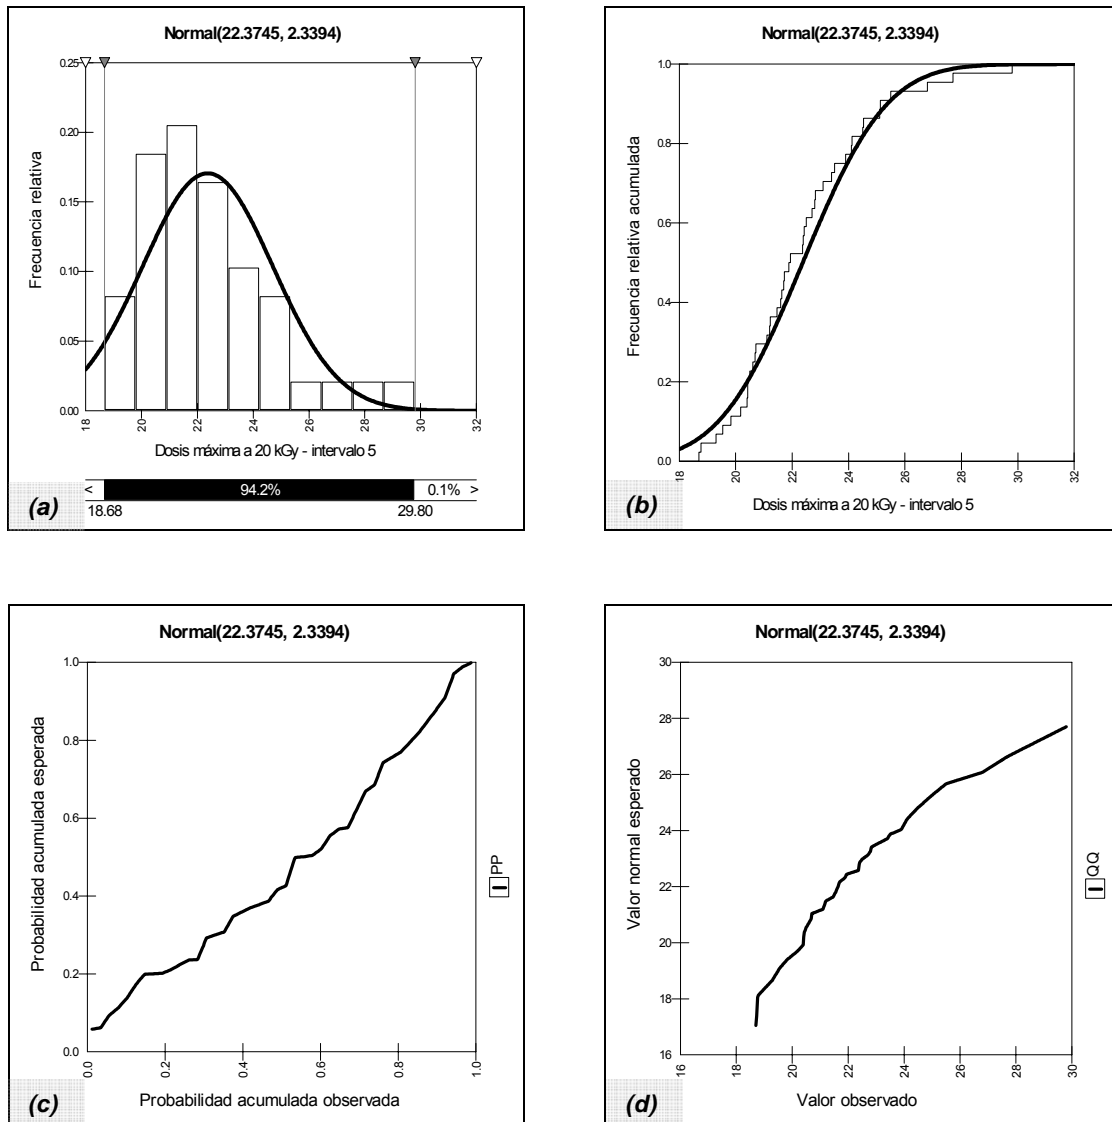 Normal(22.3745, 2.3394)
0.25
0.20
0.15
0.10
0.05
0.00
Frecuencia relativa
18 20 22 24 26 28 30 32
Dosis máxima a 20 kGy - intervalo 5
< 94.2% 0.1% >
18.68 29.80
(a)
Normal(22.3745, 2.3394)
1.0
0.8
0.6
0.4
0.2
0.0
Frecuencia relativa acumulada
18 20 22 24 26 28 30 32
Dosis máxima a 20 kGy - intervalo 5
(b)
Normal(22.3745, 2.3394)
1.0
0.8
0.6
0.4
0.2
0.0
Probabilidad acumulada esperada
0.0 0.2 0.4 0.6 0.8 1.0
Probabilidad acumulada observada
PP
(c)
Normal(22.3745, 2.3394)
30
28
26
24
22
20
18
16
Valor normal esperado
16 18 20 22 24 26 28 30
Valor observado
QQ
(d)